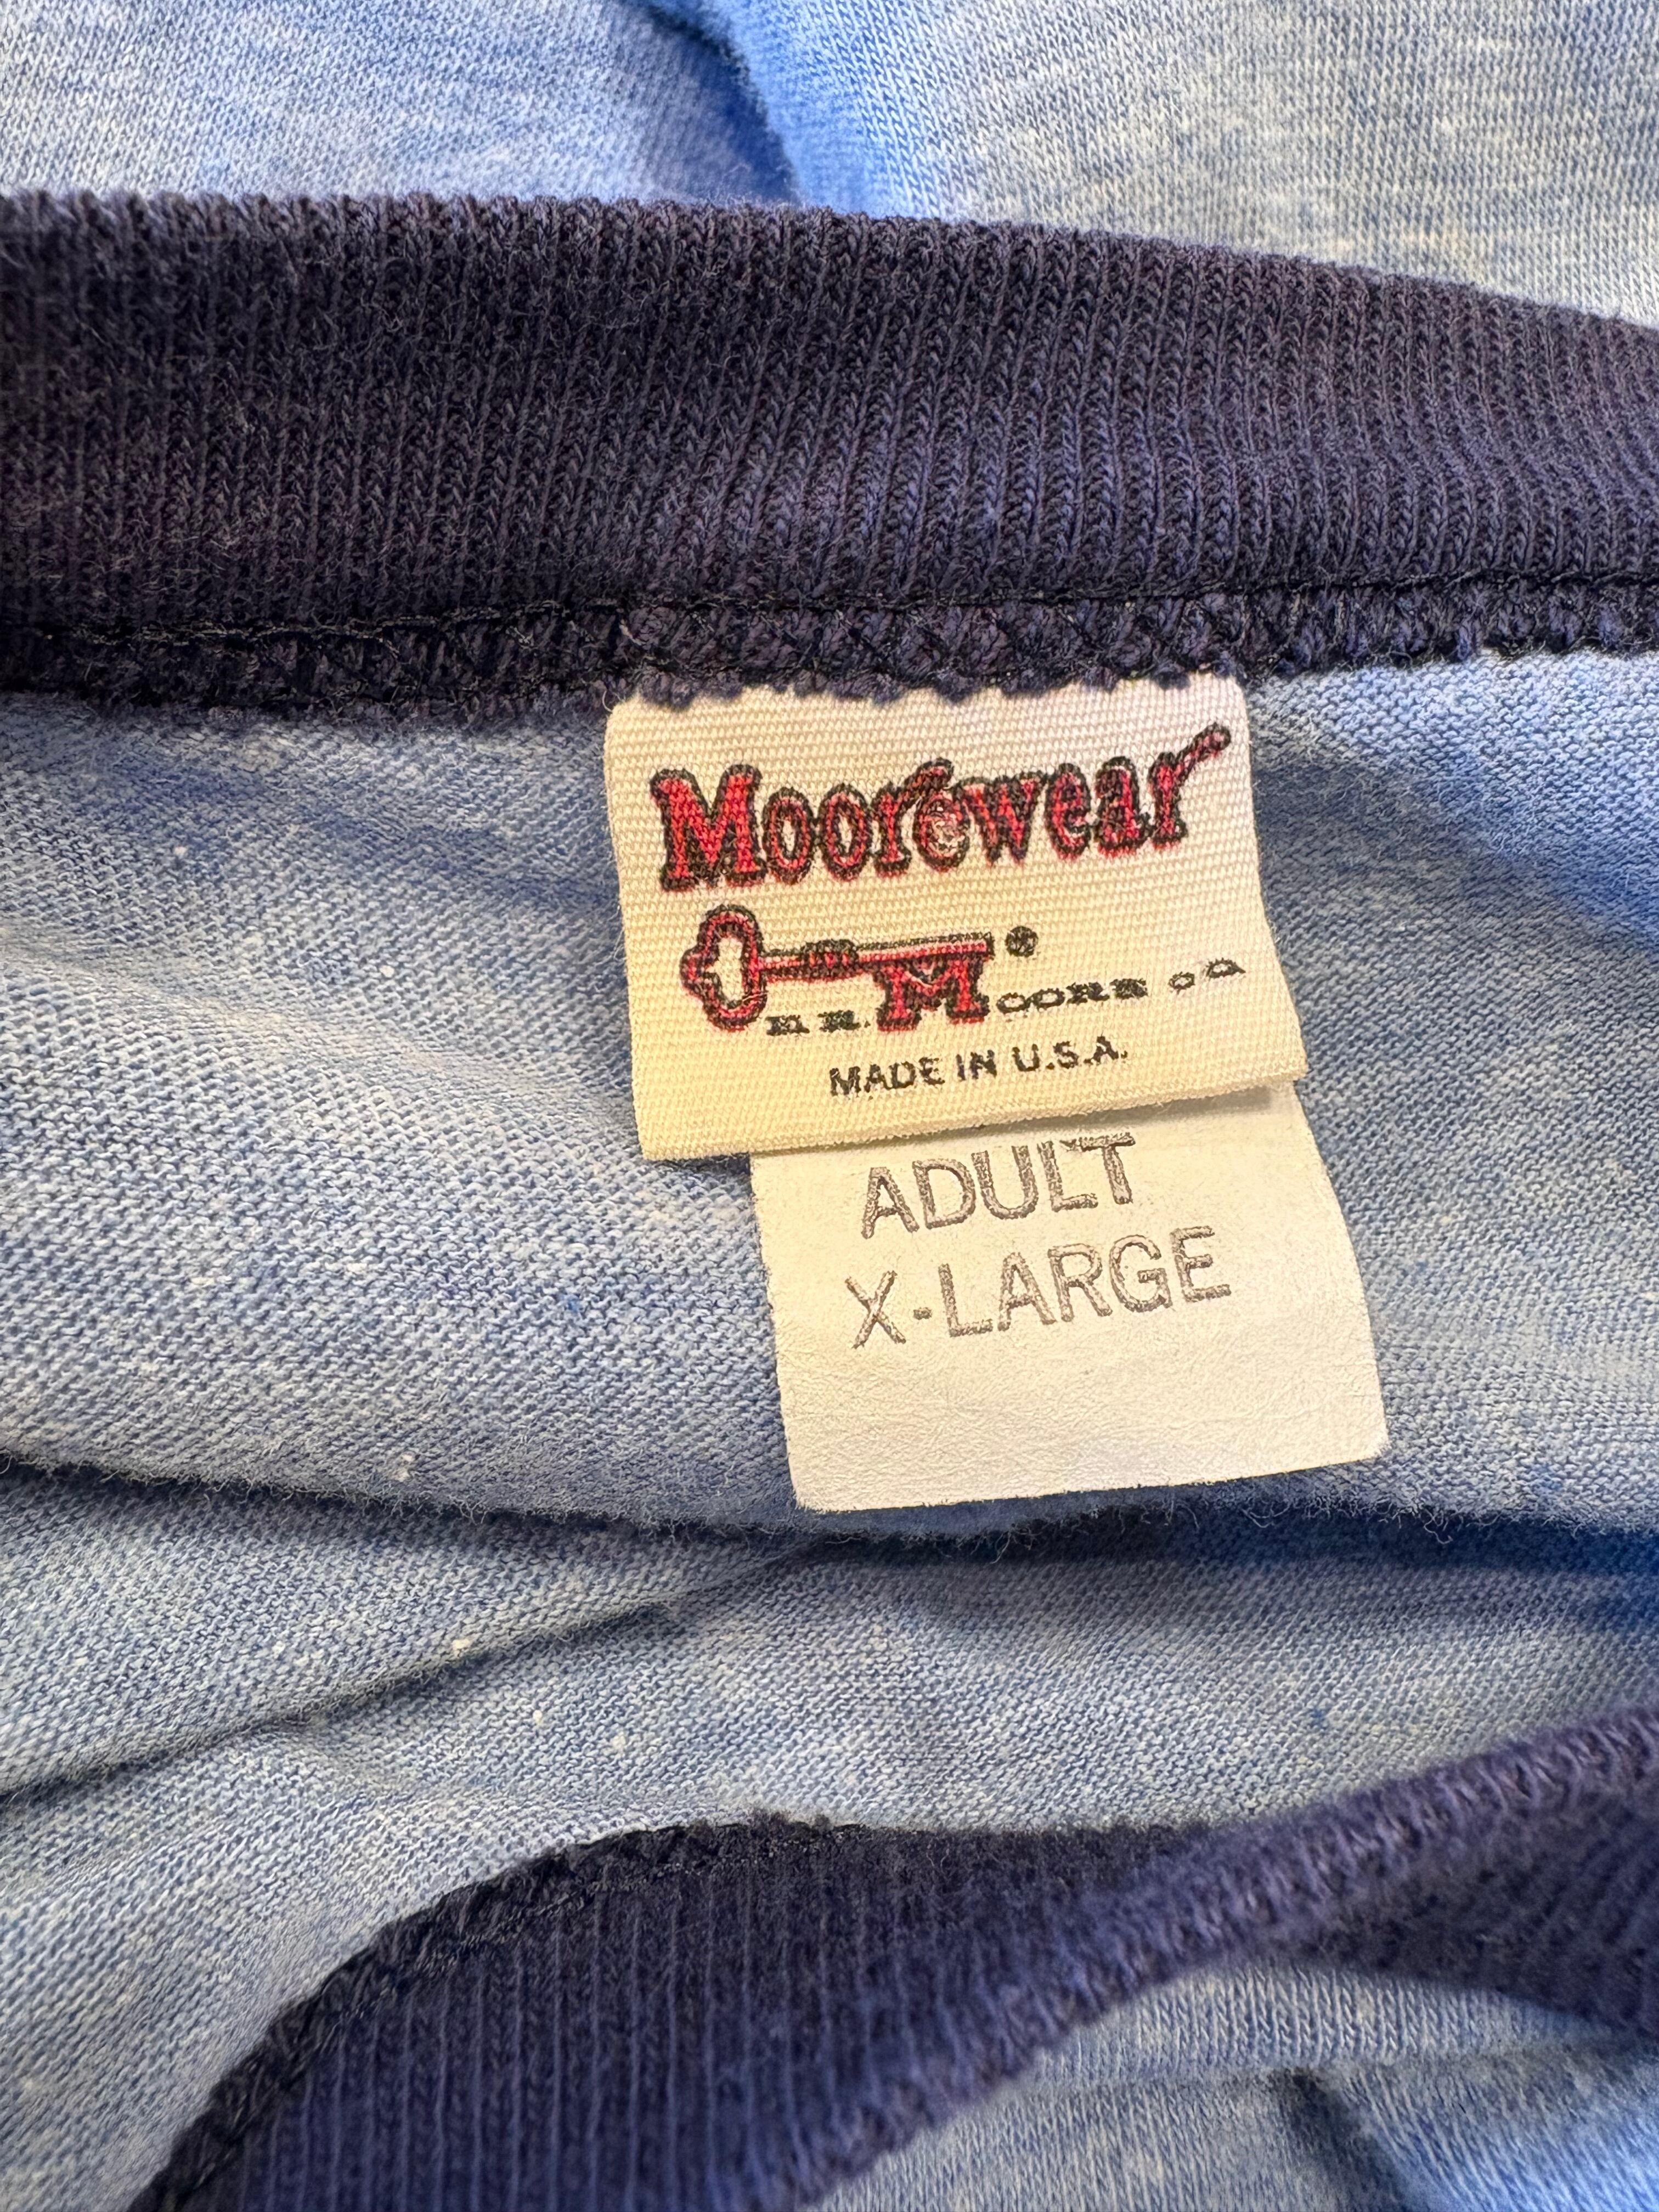 Moorewear
E. R. Moore Co ®
MADE IN U.S.A.
ADULT
X-LARGE